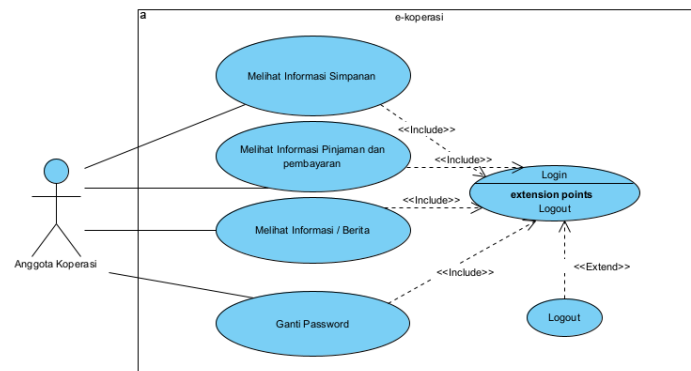 a
e-koperasi
Melihat Informasi Simpanan
<<Include>>
Melihat Informasi Pinjaman dan
pembayaran
<<Include>>
Login
extension points
Logout
<<Include>>
Melihat Informasi / Berita
Anggota Koperasi
<<Include>>
<<Extend>>
Ganti Password
Logout